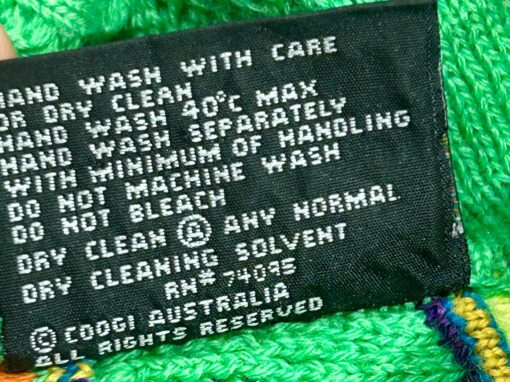 HAND WASH WITH CARE
OR DRY CLEAN
HAND WASH 40°C MAX
HAND WASH SEPARATELY
WITH MINIMUM OF HANDLING
DO NOT MACHINE WASH
DO NOT BLEACH
DRY CLEAN Ⓐ ANY NORMAL
DRY CLEANING SOLVENT
RN# 74095
© COOGI AUSTRALIA
ALL RIGHTS RESERVED